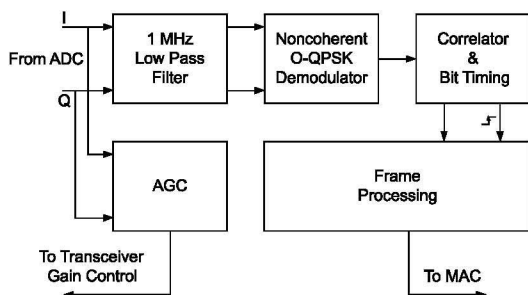 I
From ADC
Q
1 MHz
Low Pass
Filter
Noncoherent
O-QPSK
Demodulator
Correlator
&
Bit Timing
AGC
Frame
Processing
To Transceiver
Gain Control
To MAC